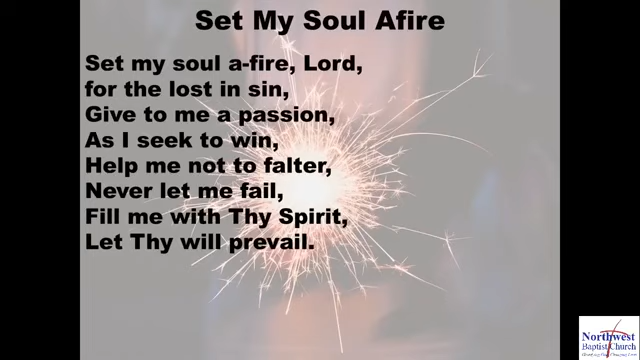 Set My Soul Afire
Set my soul a-fire, Lord,
for the lost in sin,
Give to me a passion,
As I seek to win,
Help me not to falter,
Never let me fail,
Fill me with Thy Spirit,
Let Thy will prevail.
Northwest
Baptist Church